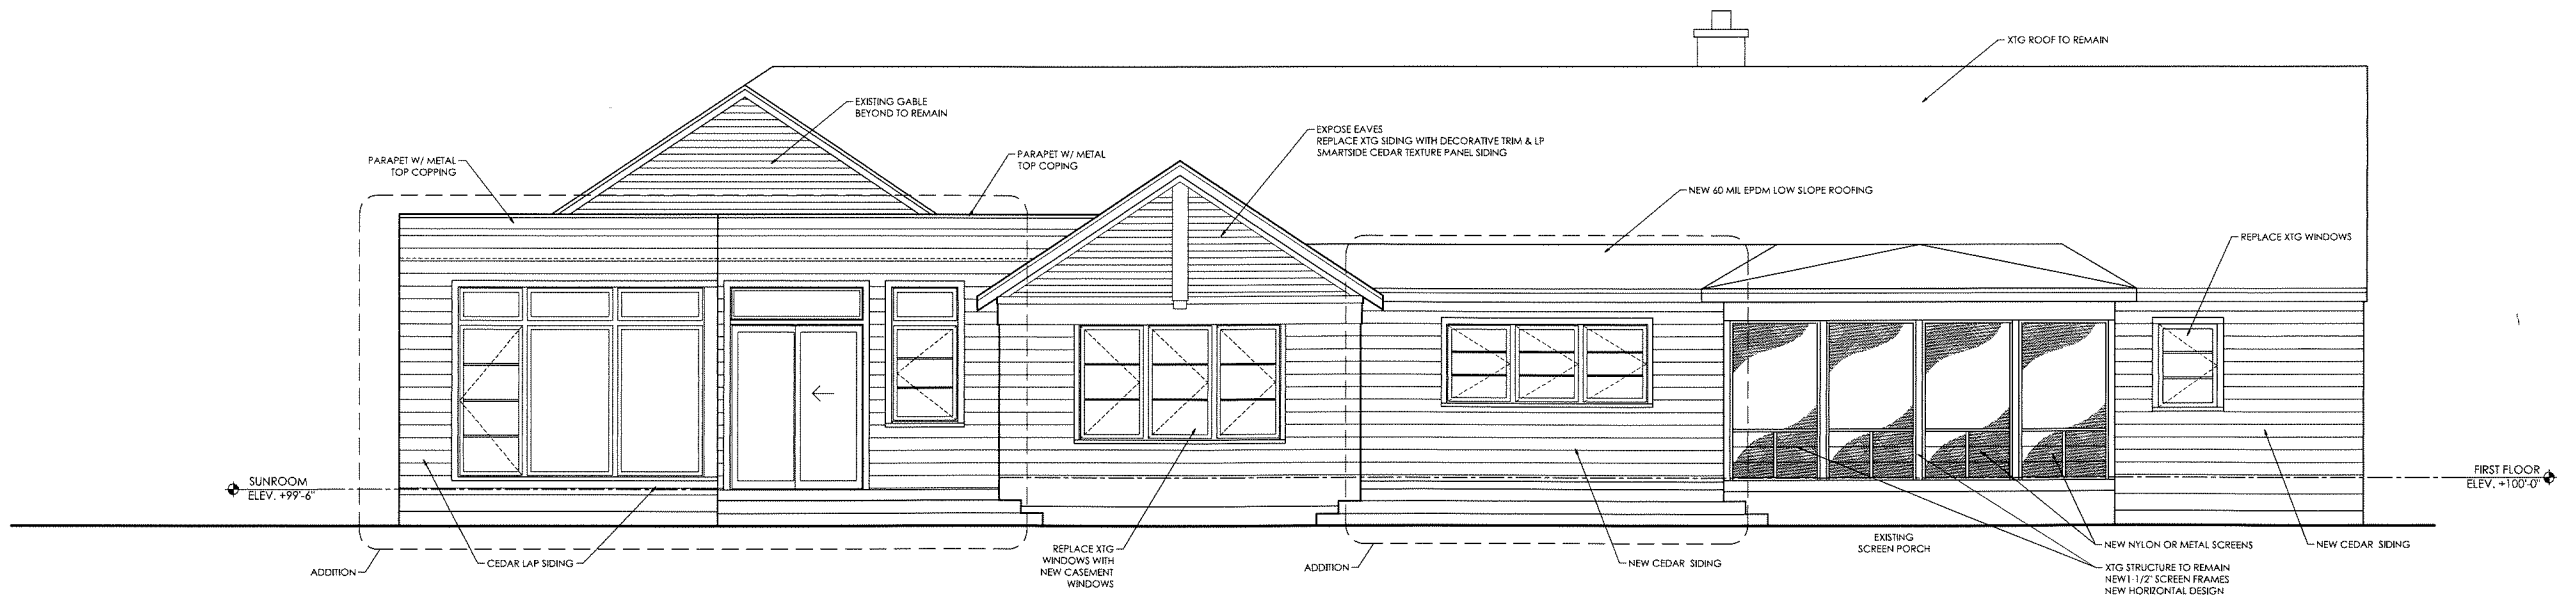 XTG ROOF TO REMAIN
EXISTING GABLE
BEYOND TO REMAIN
EXPOSE EAVES
REPLACE XTG SIDING WITH DECORATIVE TRIM & LP
SMARTSIDE CEDAR TEXTURE PANEL SIDING
PARAPET W/ METAL
TOP COPPING
PARAPET W/ METAL
TOP COPING
NEW 60 MIL EPDM LOW SLOPE ROOFING
REPLACE XTG WINDOWS
SUNROOM
ELEV. +99'-6"
FIRST FLOOR
ELEV. +100'-0"
ADDITION
CEDAR LAP SIDING
REPLACE XTG
WINDOWS WITH
NEW CASEMENT
WINDOWS
ADDITION
NEW CEDAR SIDING
EXISTING
SCREEN PORCH
NEW NYLON OR METAL SCREENS
XTG STRUCTURE TO REMAIN
NEW1-1/2" SCREEN FRAMES
NEW HORIZONTAL DESIGN
NEW CEDAR SIDING